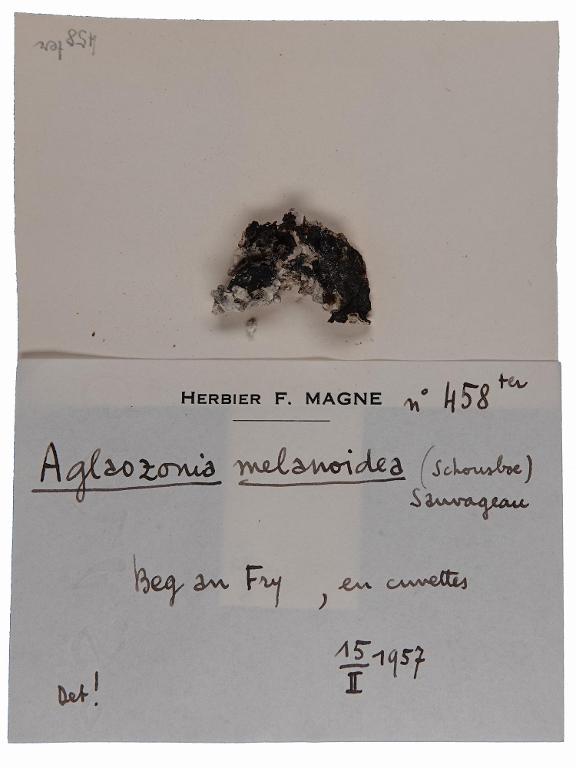 458 ter
HERBIER F. MAGNE n° 458 ter
Aglaozonia melanoidea (Schousboe)
Sauvageau
Beg an Fry, en cuvettes
15
II 1957
Det!